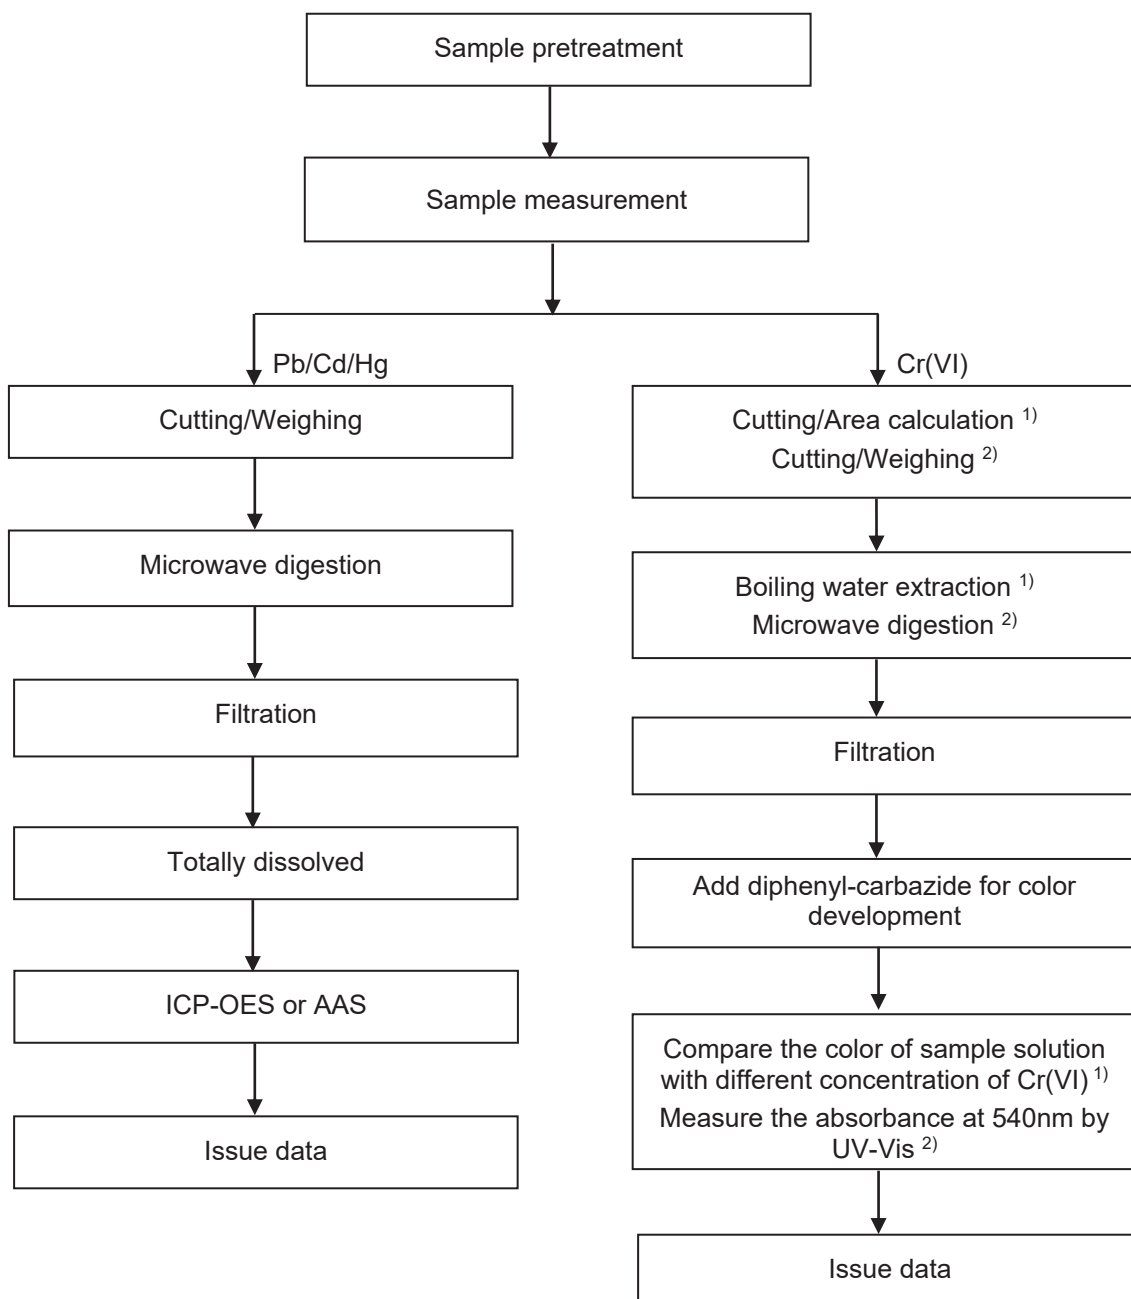 Sample pretreatment
Sample measurement
Pb/Cd/Hg
Cutting/Weighing
Microwave digestion
Filtration
Totally dissolved
ICP-OES or AAS
Issue data
Cr(VI)
Cutting/Area calculation 1)
Cutting/Weighing 2)
Boiling water extraction 1)
Microwave digestion 2)
Filtration
Add diphenyl-carbazide for color
development
Compare the color of sample solution
with different concentration of Cr(VI) 1)
Measure the absorbance at 540nm by
UV-Vis 2)
Issue data